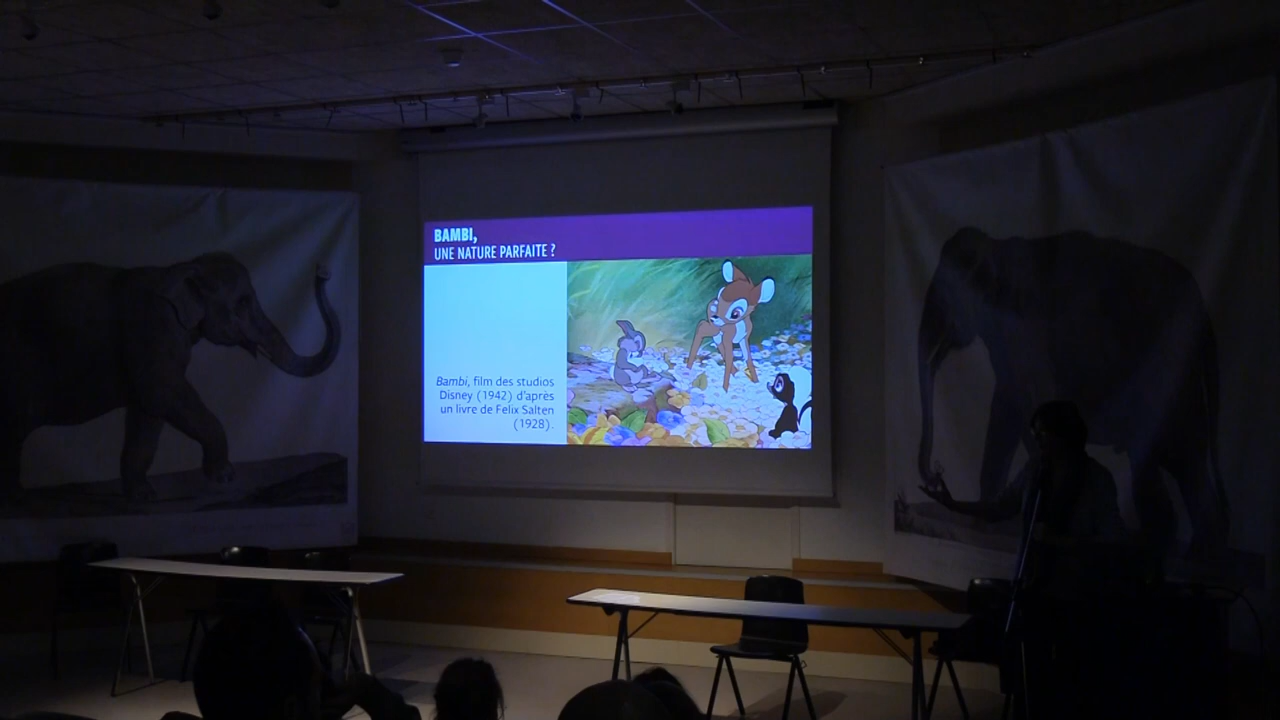 BAMBI,
UNE NATURE PARFAITE ?
Bambi, film des studios
Disney (1942) d'après
un livre de Felix Salten
(1928).